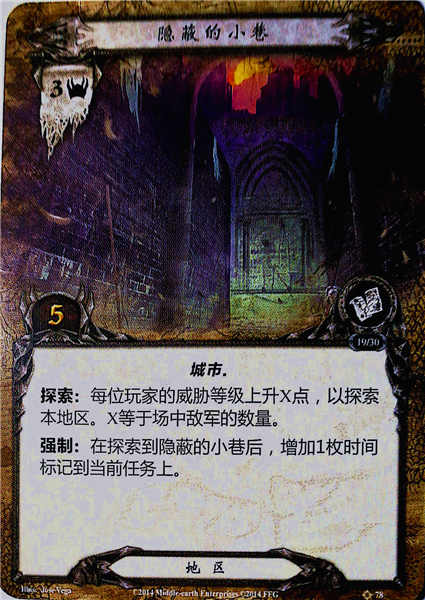 隐蔽的小巷
3
5
19/30
城市.
探索：每位玩家的威胁等级上升X点，以探索
本地区。X等于场中敌军的数量。
强制：在探索到隐蔽的小巷后，增加1枚时间
标记到当前任务上。
地区
Illus. Jose Vega
©2014 Middle-earth Enterprises ©2014 FFG
78